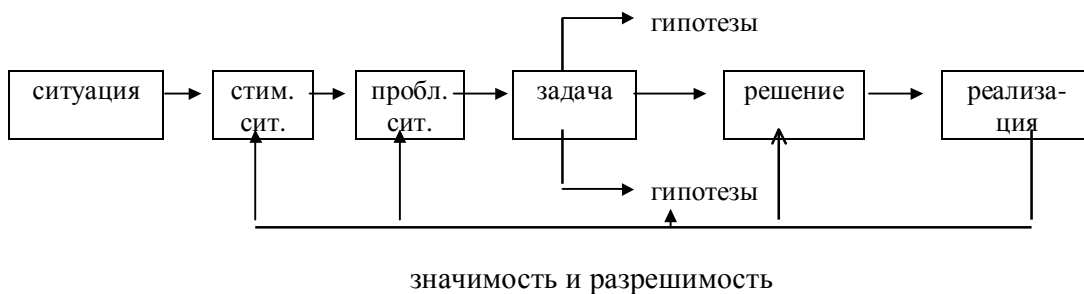 гипотезы
ситуация
стим.
сит.
пробл.
сит.
задача
решение
реализа-
ция
гипотезы
значимость и разрешимость